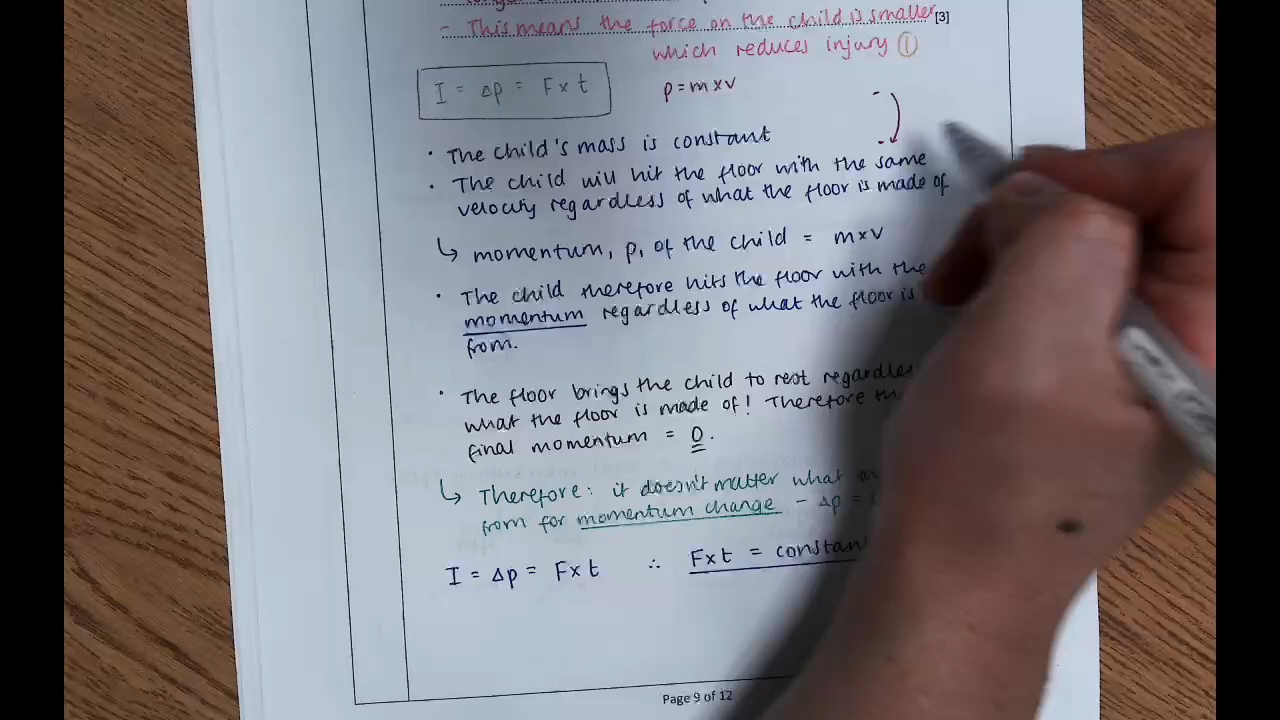 - This means the force on the child is smaller [3]
which reduces injury ①
I = Δp = F x t
p = m x v
· The child's mass is constant
· The child will hit the floor with the same
velocity regardless of what the floor is made of
↳ momentum, p, of the child = m x v
· The child therefore hits the floor with the
momentum regardless of what the floor is
from.
· The floor brings the child to rest regardless
what the floor is made of! Therefore
final momentum = 0.
↳ Therefore: it doesn't matter what
from for momentum change - Δp =
I = Δp = F x t ∴ F x t = constan
Page 9 of 12